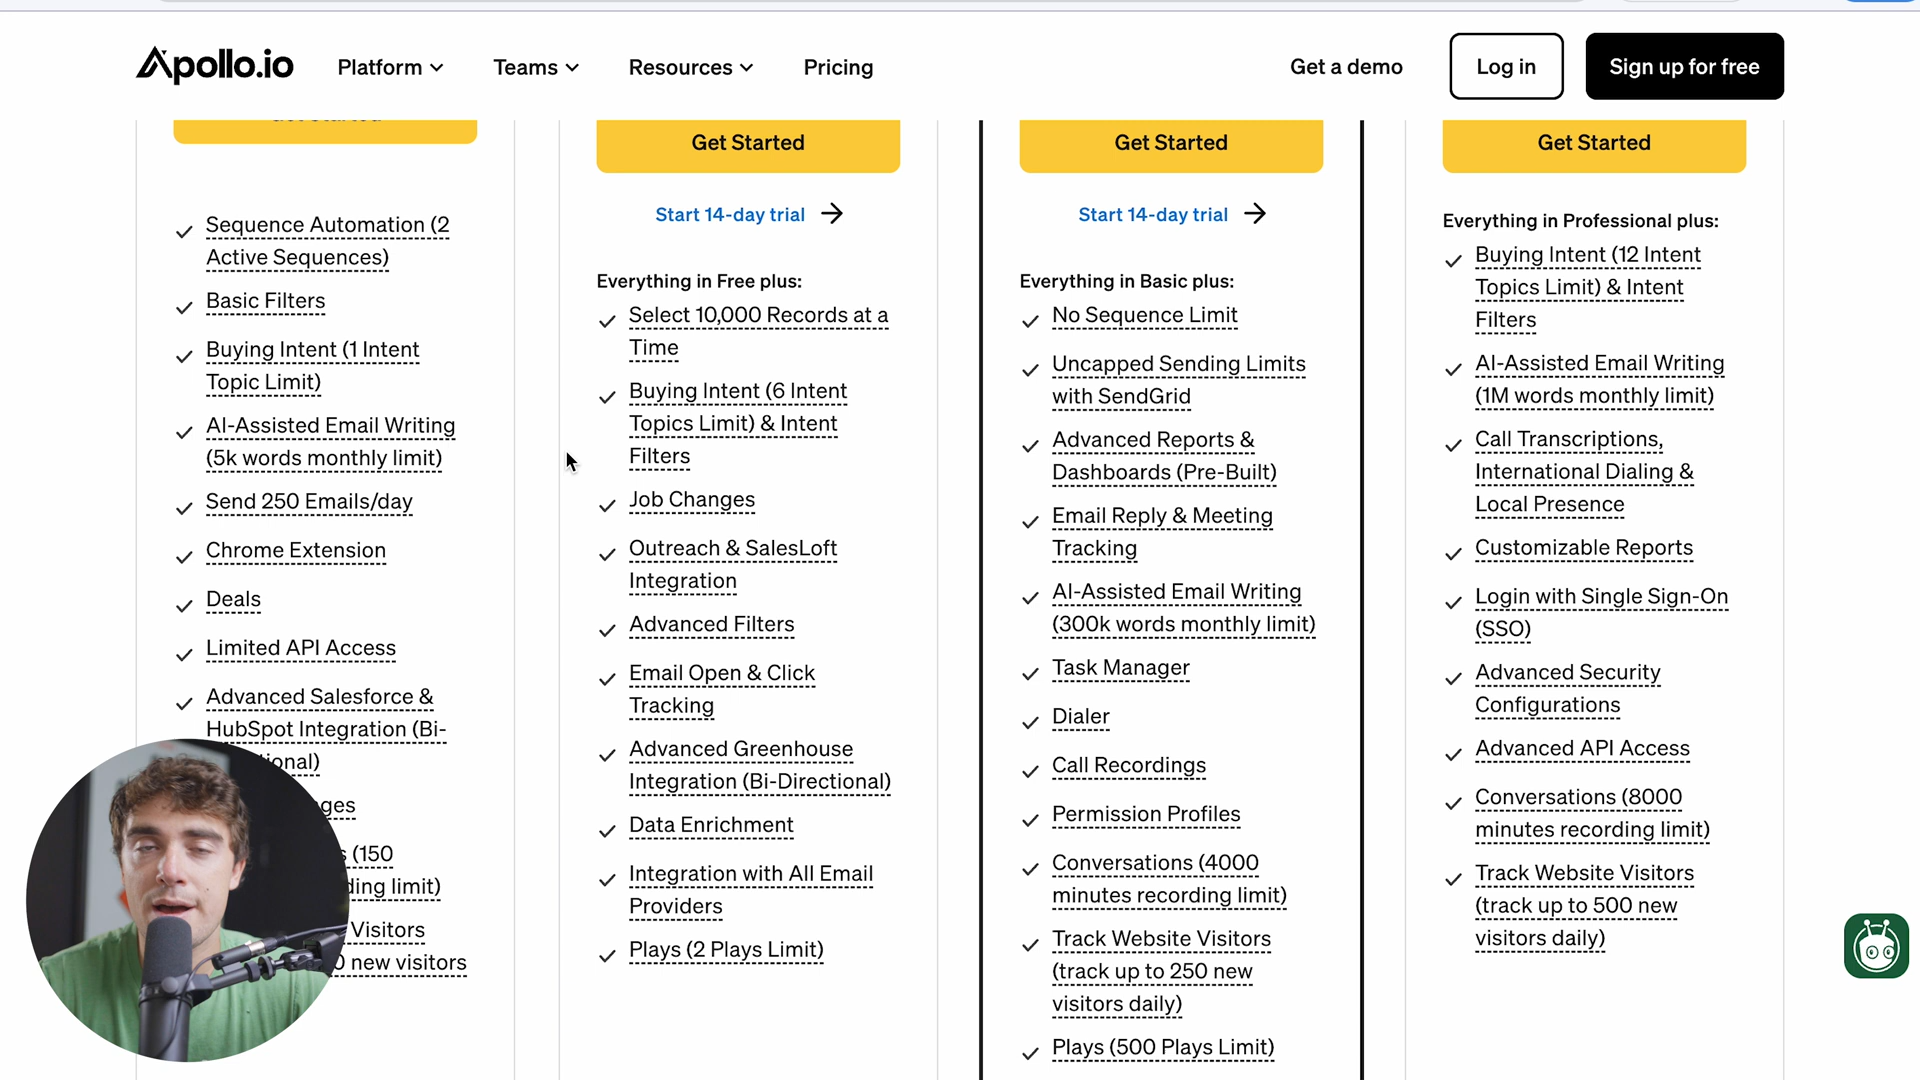 Apollo.io
Platform
Teams
Resources
Pricing
Get a demo
Log in
Sign up for free
Sequence Automation (2
Active Sequences)
Basic Filters
Buying Intent (1 Intent
Topic Limit)
AI-Assisted Email Writing
(5k words monthly limit)
Send 250 Emails/day
Chrome Extension
Deals
Limited API Access
Advanced Salesforce &
HubSpot Integration (Bi-
(150
limit)
Visitors
new visitors
Get Started
Start 14-day trial
Everything in Free plus:
Select 10,000 Records at a
Time
Buying Intent (6 Intent
Topics Limit) & Intent
Filters
Job Changes
Outreach & SalesLoft
Integration
Advanced Filters
Email Open & Click
Tracking
Advanced Greenhouse
Integration (Bi-Directional)
Data Enrichment
Integration with All Email
Providers
Plays (2 Plays Limit)
Get Started
Start 14-day trial
Everything in Basic plus:
No Sequence Limit
Uncapped Sending Limits
with SendGrid
Advanced Reports &
Dashboards (Pre-Built)
Email Reply & Meeting
Tracking
AI-Assisted Email Writing
(300k words monthly limit)
Task Manager
Dialer
Call Recordings
Permission Profiles
Conversations (4000
minutes recording limit)
Track Website Visitors
(track up to 250 new
visitors daily)
Plays (500 Plays Limit)
Get Started
Everything in Professional plus:
Buying Intent (12 Intent
Topics Limit) & Intent
Filters
AI-Assisted Email Writing
(1M words monthly limit)
Call Transcriptions,
International Dialing &
Local Presence
Customizable Reports
Login with Single Sign-On
(SSO)
Advanced Security
Configurations
Advanced API Access
Conversations (8000
minutes recording limit)
Track Website Visitors
(track up to 500 new
visitors daily)